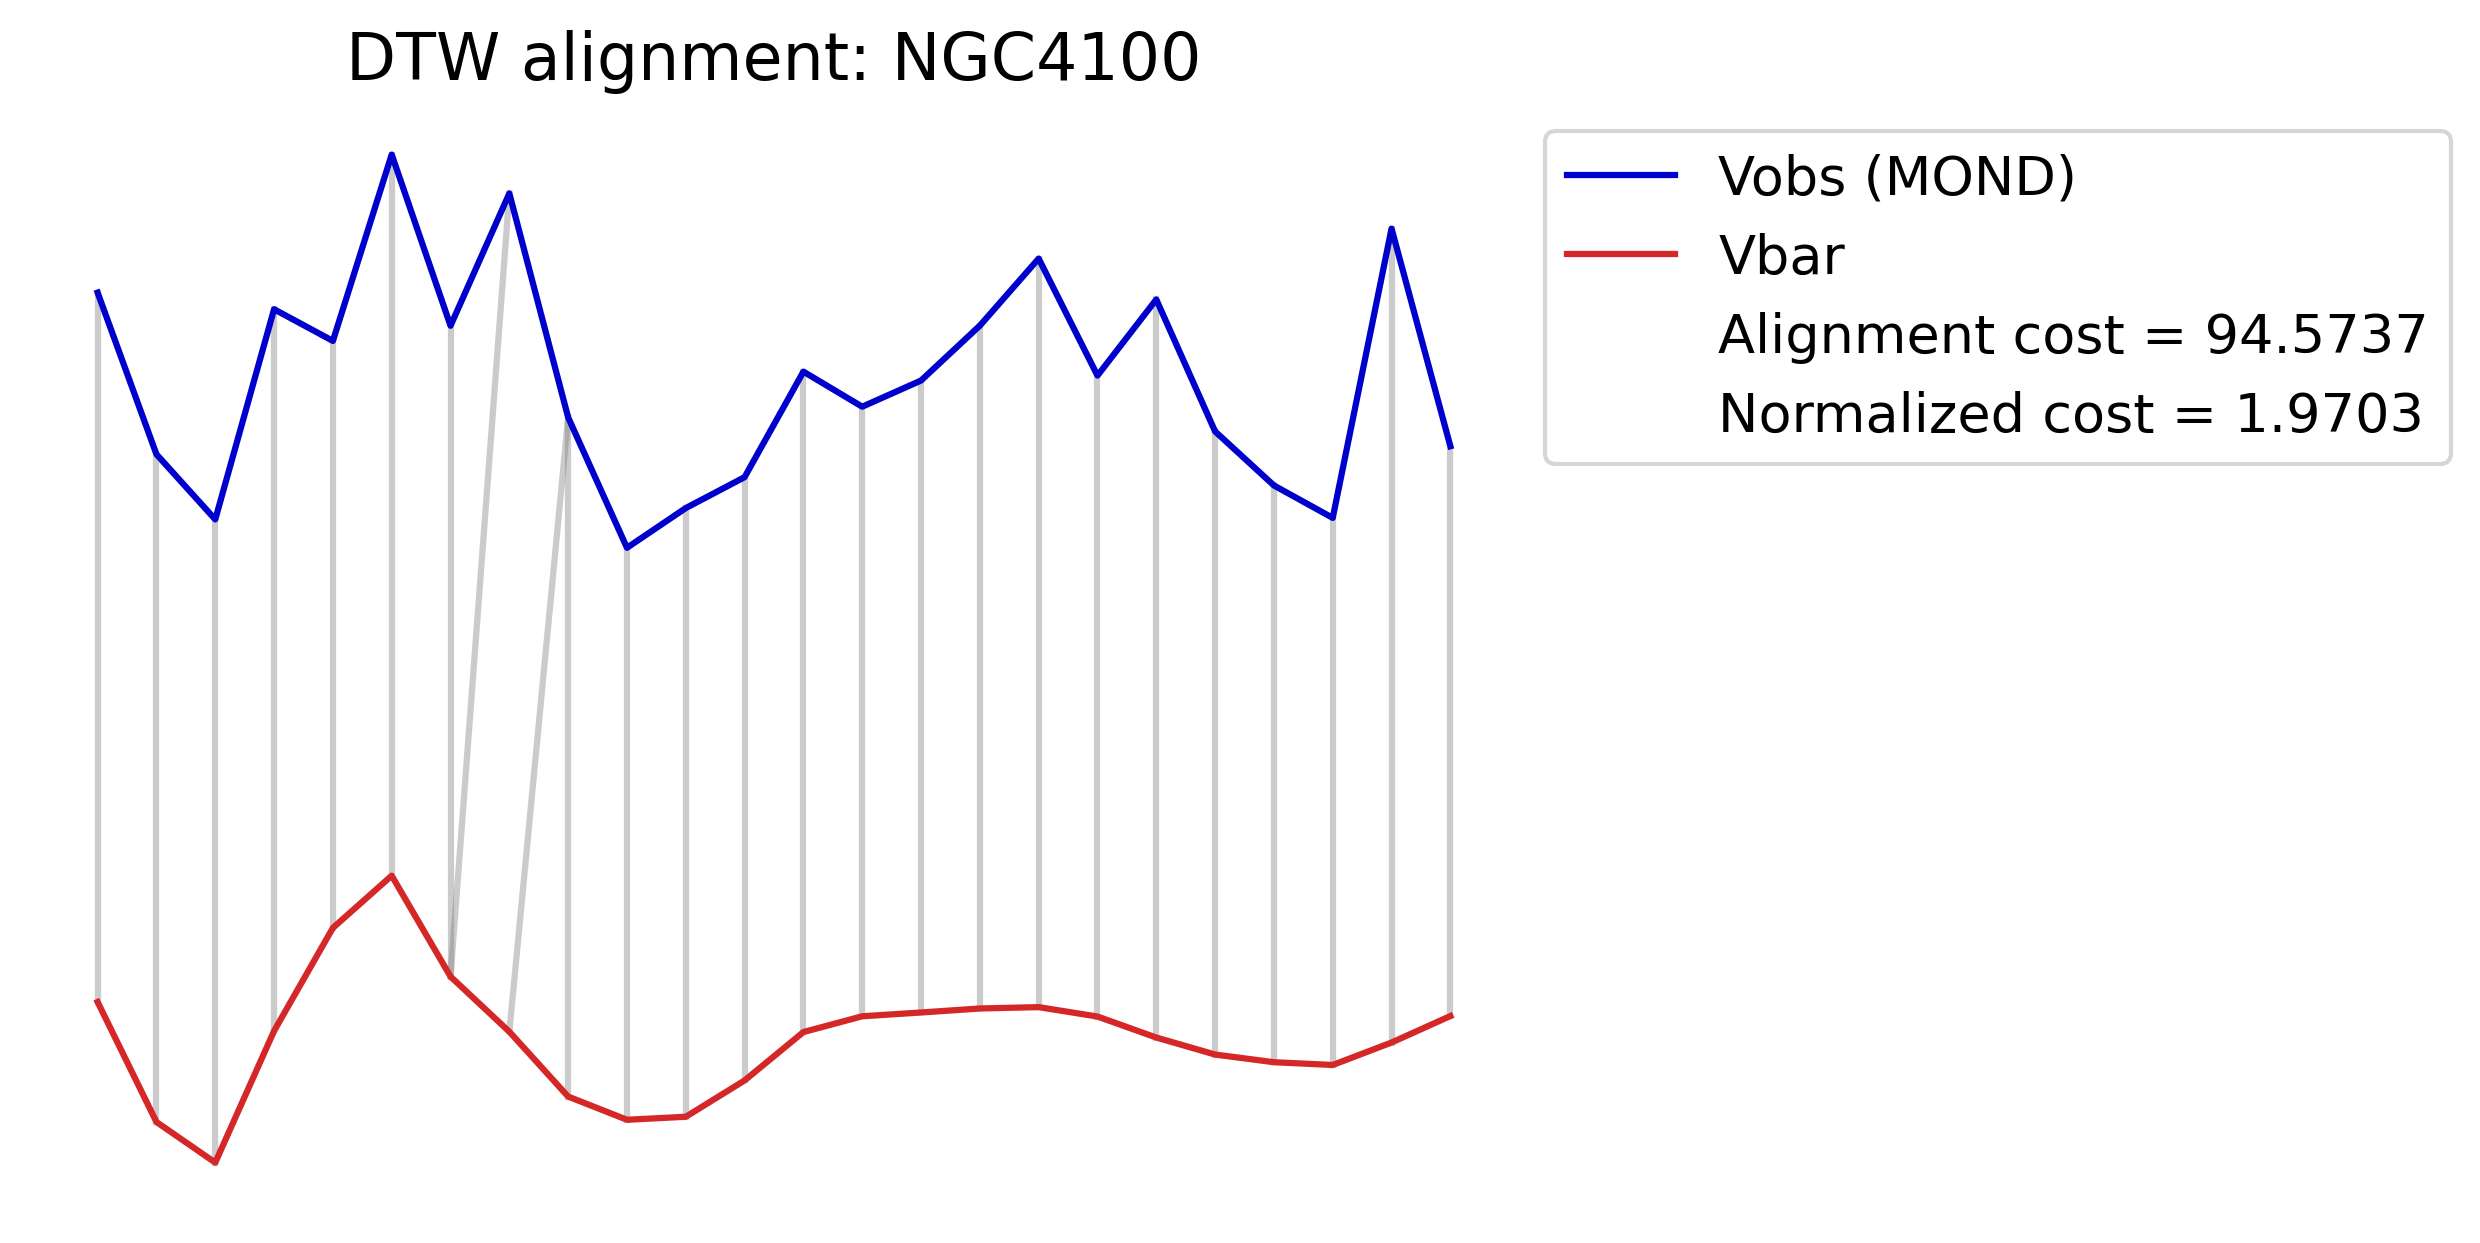 DTW alignment: NGC4100
Vobs (MOND)
Vbar
Alignment cost = 94.5737
Normalized cost = 1.9703